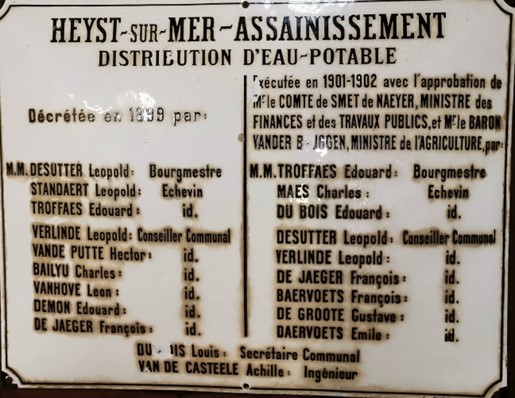 HEYST-SUR-MER-ASSAINISSEMENT
DISTRIBUTION D'EAU-POTABLE
Décrétée en 1899 par:
M.M. DESUTTER Leopold: Bourgmestre
STANDAERT Leopold: Echevin
TROFFAES Edouard: id.
VERLINDE Leopold: Conseiller Communal
VANDE PUTTE Hector: id.
BAILYU Charles: id.
VANHOVE Leon: id.
DEMON Edouard: id.
DE JAEGER François: id.
Exécutée en 1901-1902 avec l'approbation de
Mr le COMTE de SMET de NAEYER, MINISTRE des
FINANCES et des TRAVAUX PUBLICS, et Mr le BARON
VANDER MINISTRE de l'AGRICULTURE, par:
M.M. TROFFAES Edouard: Bourgmestre
MAES Charles: Echevin
DU BOIS Edouard: id.
DESUTTER Leopold: Conseiller Communal
VERLINDE Leopold: id.
DE JAEGER François: id.
BAERVOETS François: id.
DE GROOTE Gustave: id.
DAERVOETS Emile: id.
Louis: Secrétaire Communal
VAN DE CASTEELE Achille: Ingénieur